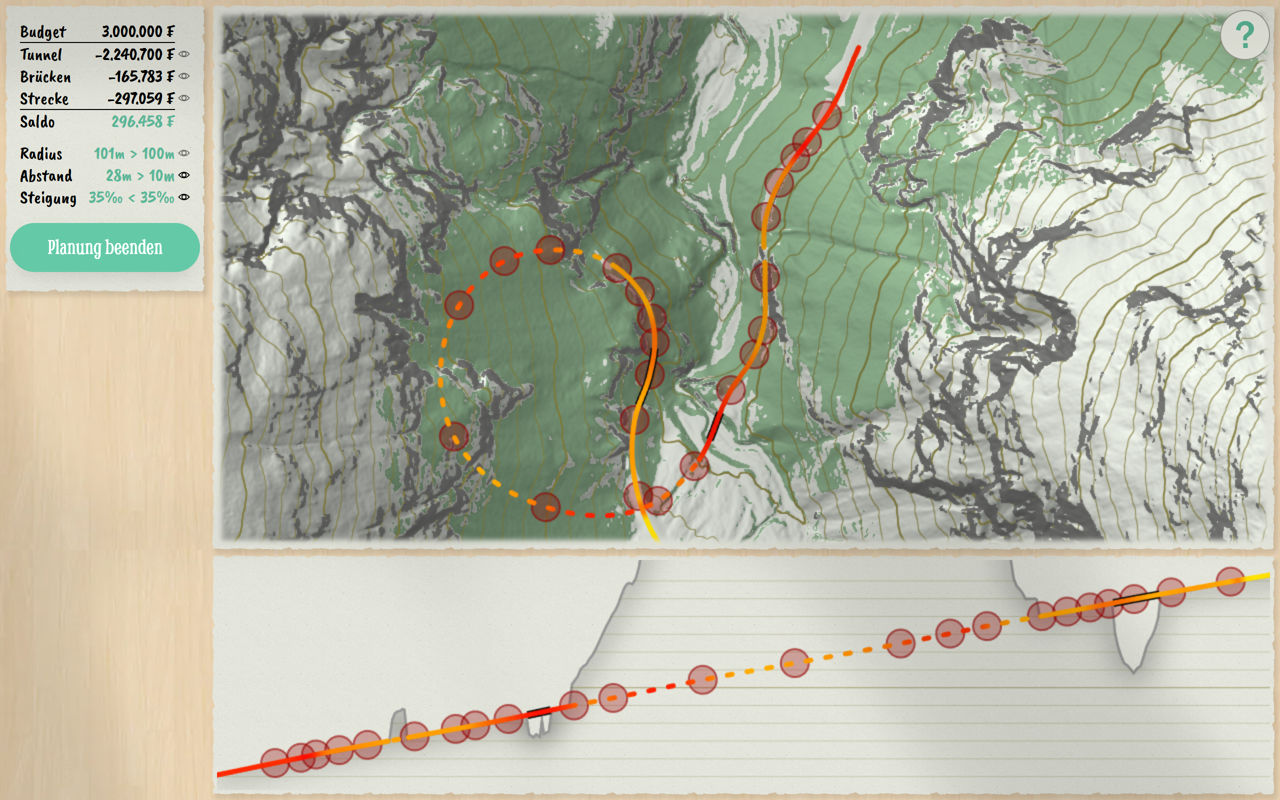 Budget 3.000.000 ₣
Tunnel -2.240.700 ₣
Brücken -165.783 ₣
Strecke -297.059 ₣
Saldo 296.458 ₣
Radius 101m > 100m
Abstand 28m > 10m
Steigung 35‰ < 35‰
Planung beenden
?